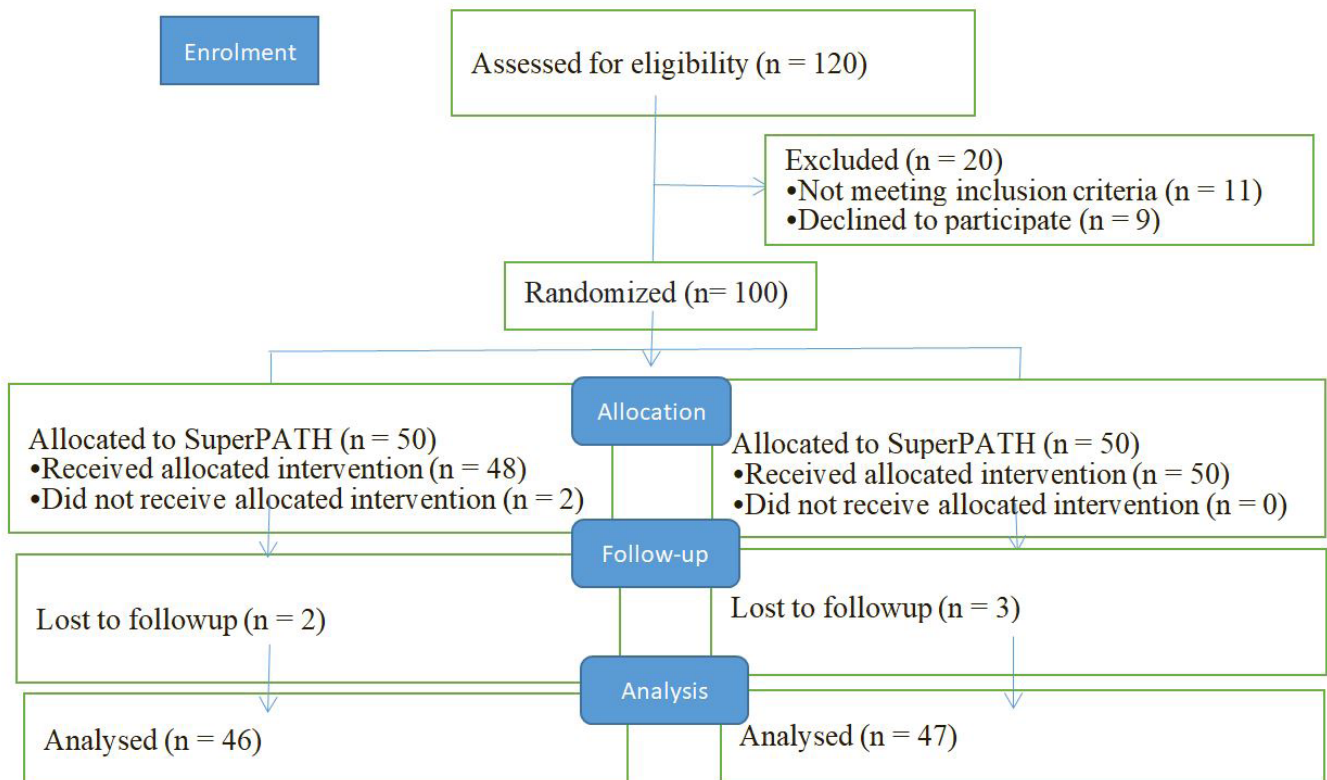 Enrolment
Assessed for eligibility (n = 120)
Excluded (n = 20)
•Not meeting inclusion criteria (n = 11)
•Declined to participate (n = 9)
Randomized (n= 100)
Allocation
Allocated to SuperPATH (n = 50)
•Received allocated intervention (n = 48)
•Did not receive allocated intervention (n = 2)
Allocated to SuperPATH (n = 50)
•Received allocated intervention (n = 50)
•Did not receive allocated intervention (n = 0)
Follow-up
Lost to followup (n = 2)
Lost to followup (n = 3)
Analysis
Analysed (n = 46)
Analysed (n = 47)